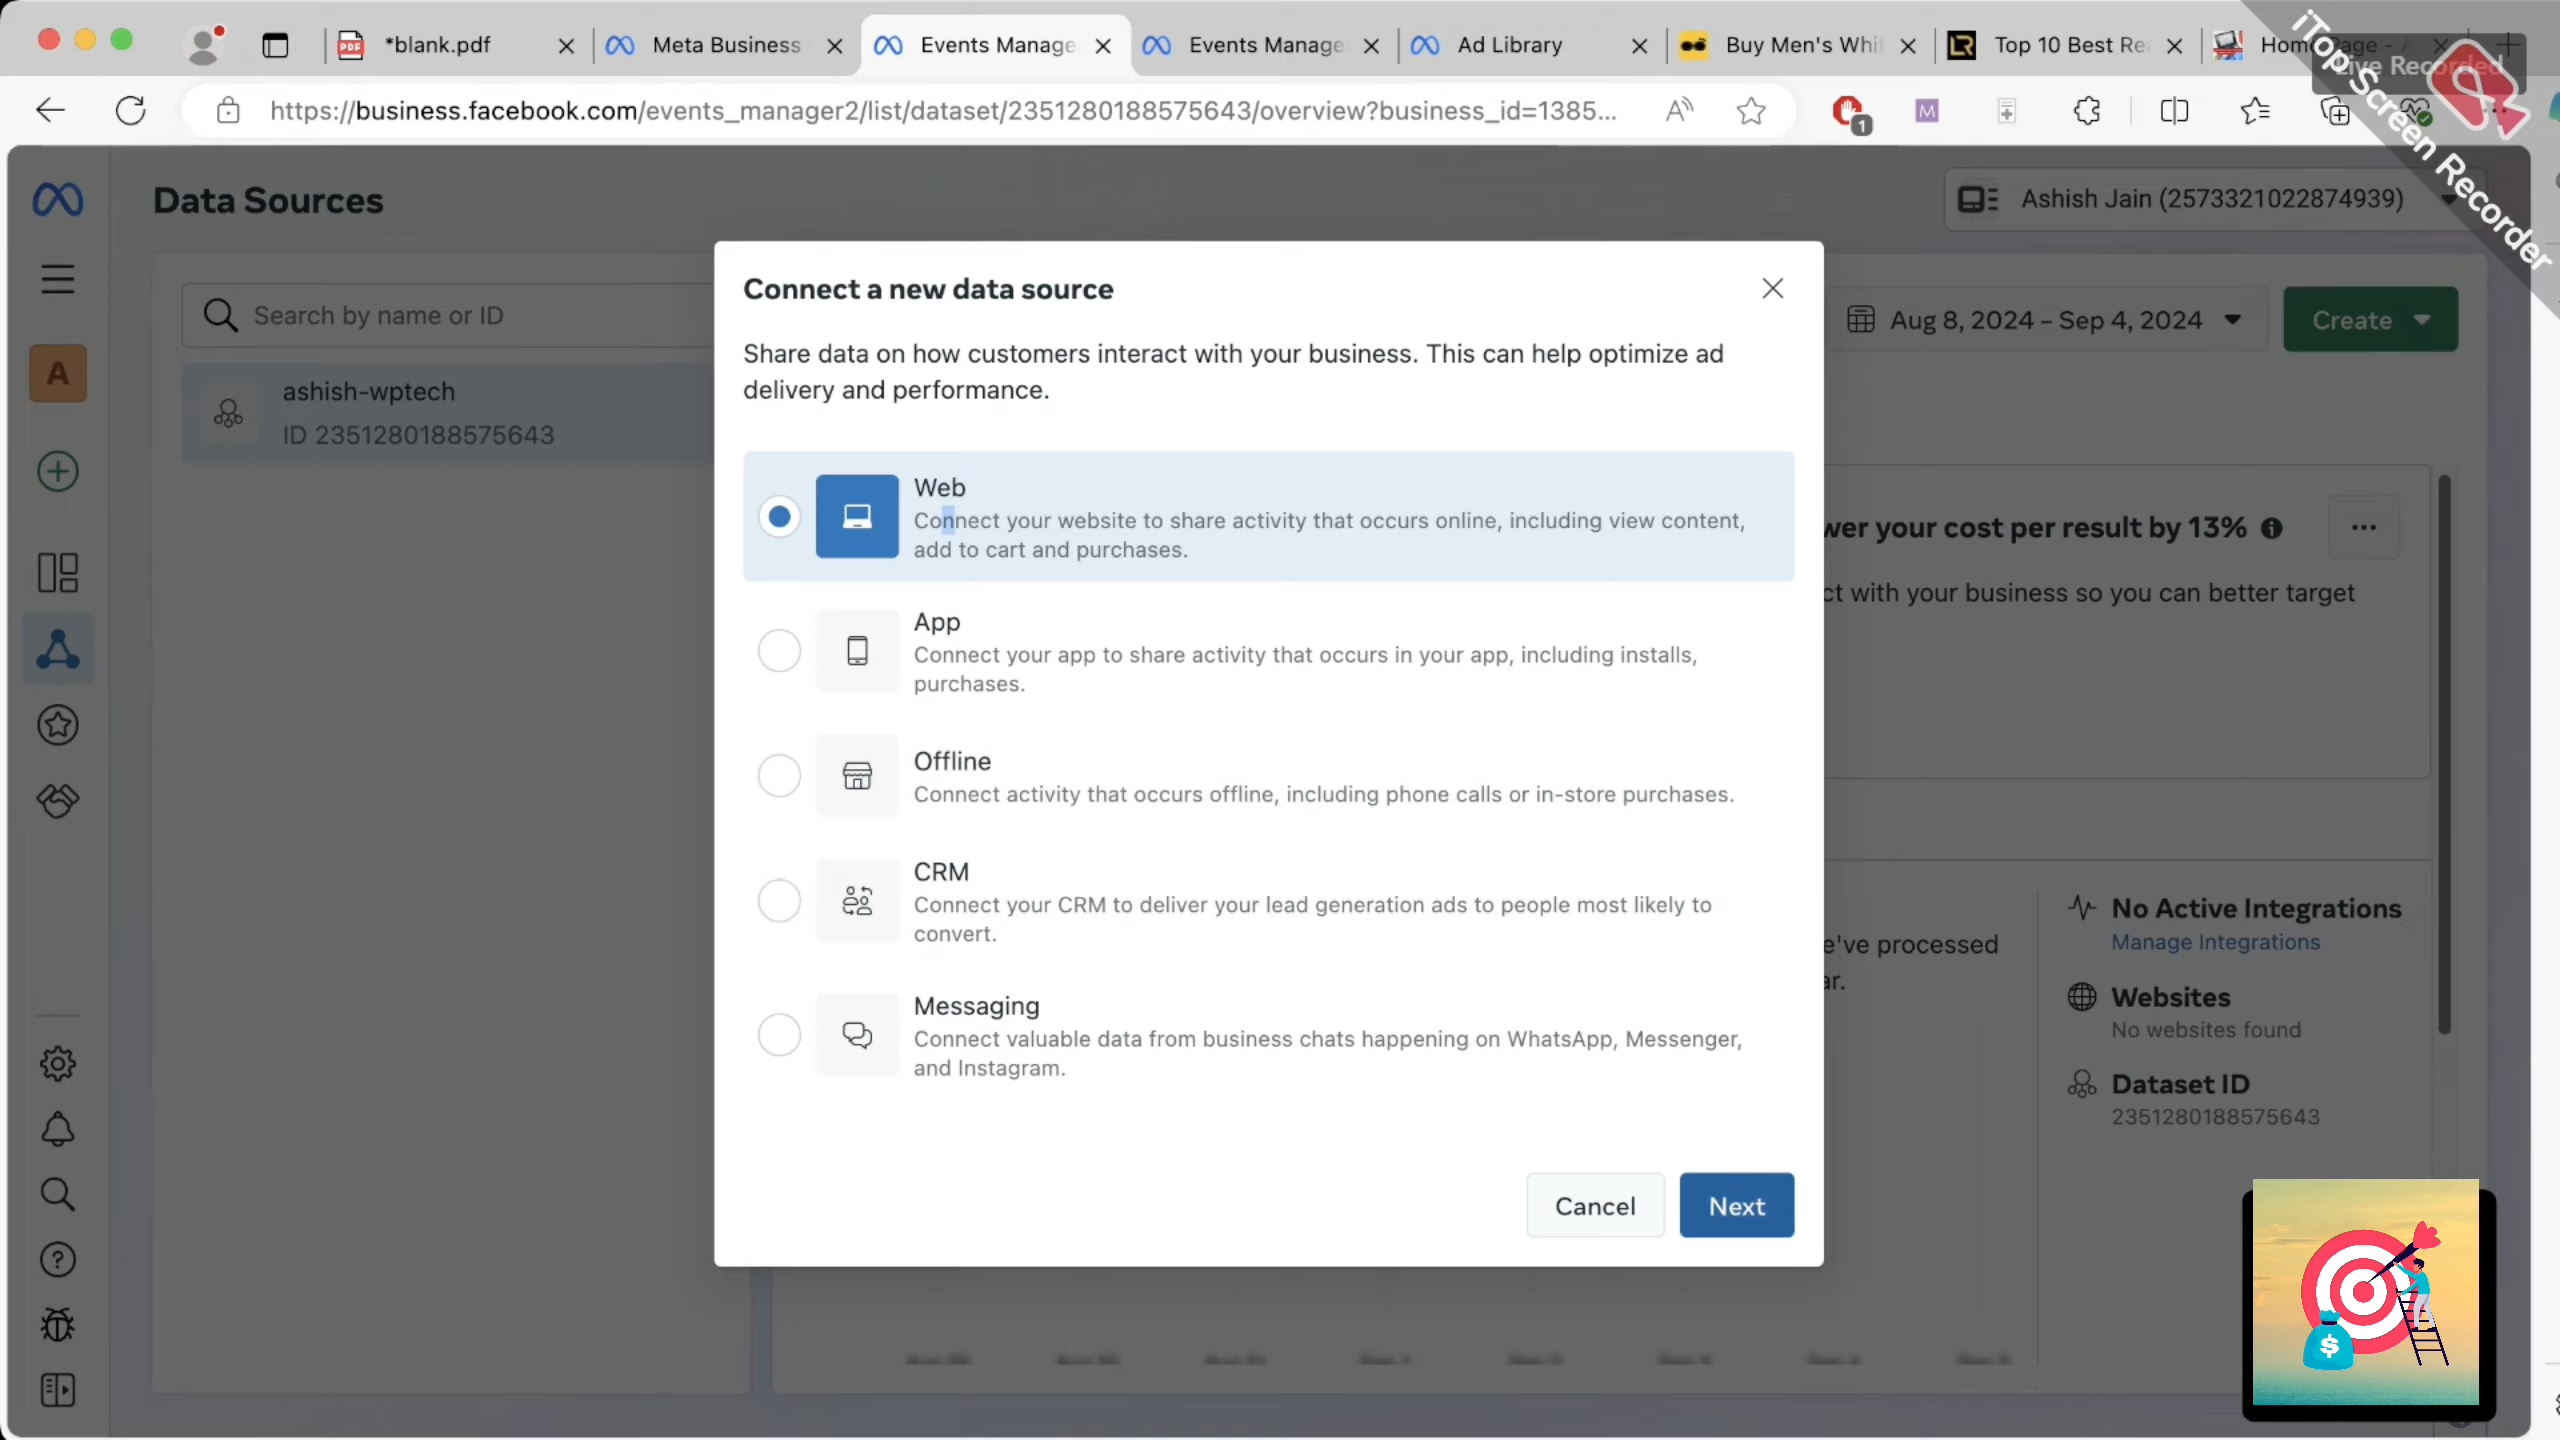 *blank.pdf
Meta Business
Events Manage
Events Manage
Ad Library
Buy Men's Whi
Top 10 Best Re
Home Page - A
Live Recorded
iTop Screen Recorder
https://business.facebook.com/events_manager2/list/dataset/2351280188575643/overview?business_id=1385...
1
Data Sources
Ashish Jain (2573321022874939)
Search by name or ID
Aug 8, 2024 – Sep 4, 2024
Create
A
ashish-wptech
ID 2351280188575643
Connect a new data source
Share data on how customers interact with your business. This can help optimize ad
delivery and performance.
Web
Connect your website to share activity that occurs online, including view content,
add to cart and purchases.
App
Connect your app to share activity that occurs in your app, including installs,
purchases.
Offline
Connect activity that occurs offline, including phone calls or in-store purchases.
CRM
Connect your CRM to deliver your lead generation ads to people most likely to
convert.
Messaging
Connect valuable data from business chats happening on WhatsApp, Messenger,
and Instagram.
Cancel
Next
wer your cost per result by 13%
ct with your business so you can better target
e've processed
ar.
No Active Integrations
Manage Integrations
Websites
No websites found
Dataset ID
2351280188575643
$